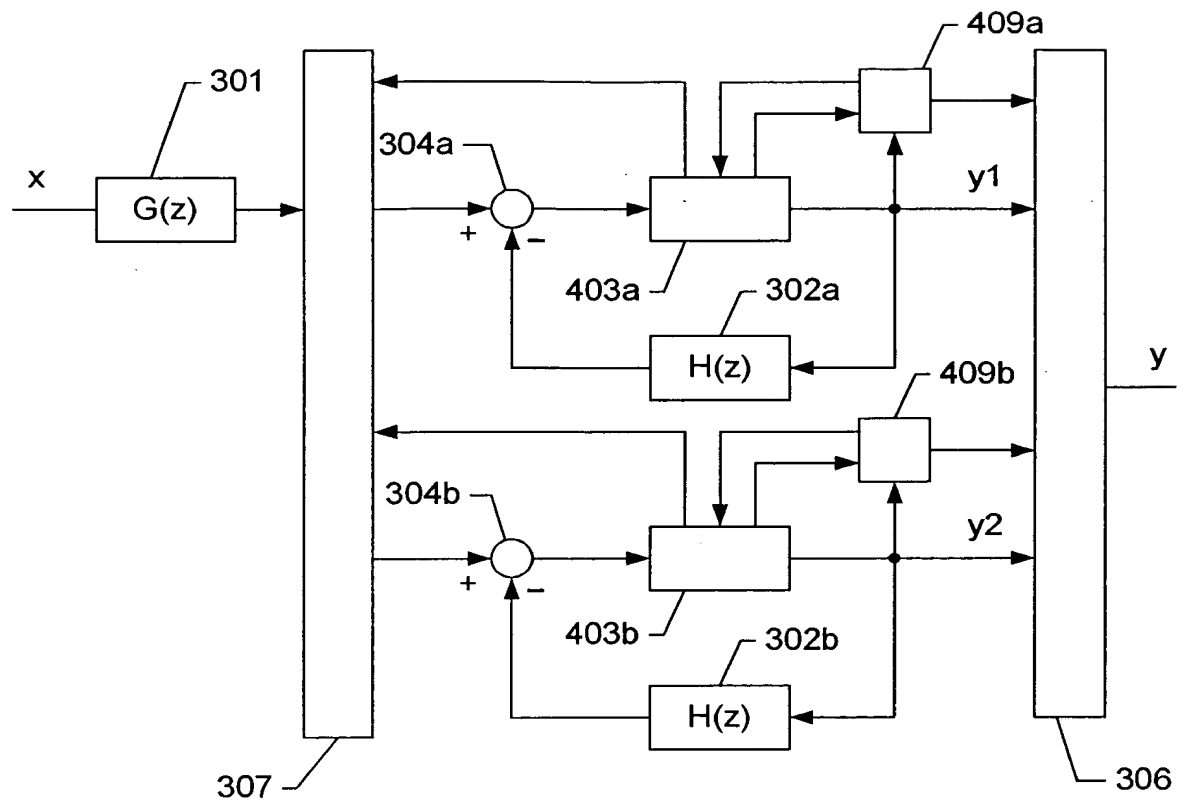 409a
301
304a
x
G(z)
y1
+
−
403a
302a
H(z)
y
409b
304b
y2
+
−
403b
302b
H(z)
307
306